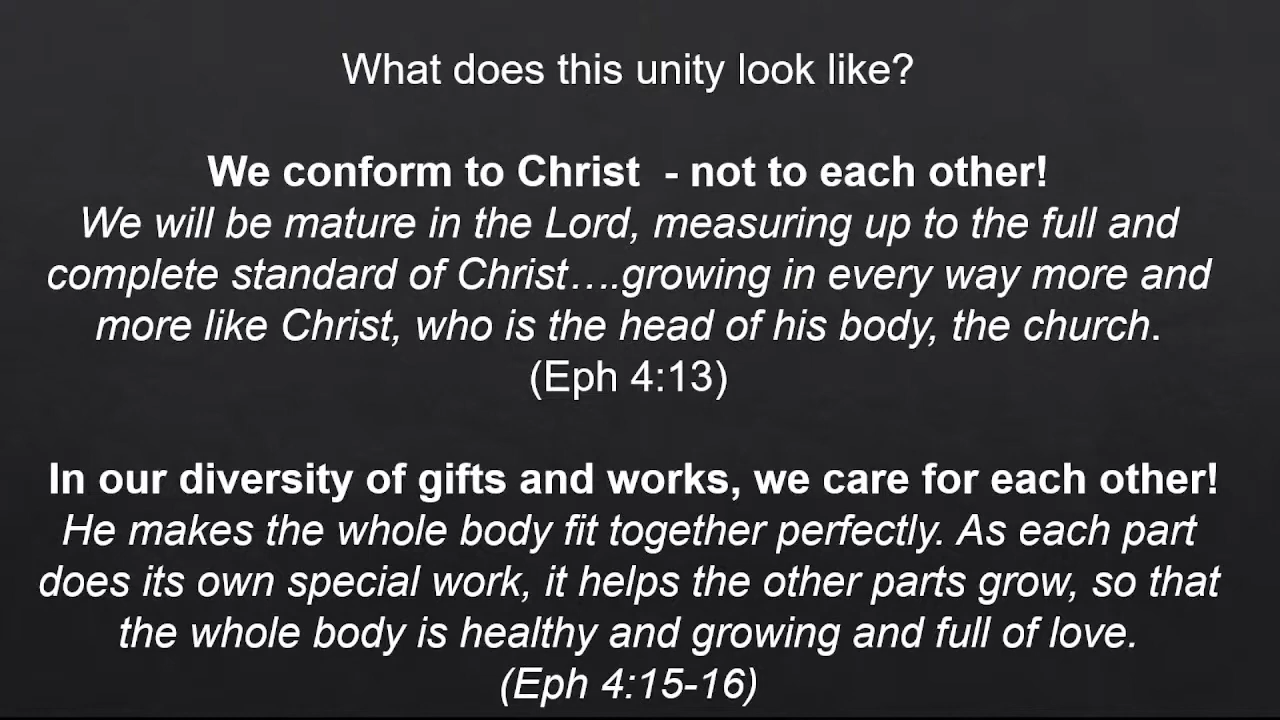 What does this unity look like?
We conform to Christ  - not to each other!
We will be mature in the Lord, measuring up to the full and
complete standard of Christ….growing in every way more and
more like Christ, who is the head of his body, the church.
(Eph 4:13)
In our diversity of gifts and works, we care for each other!
He makes the whole body fit together perfectly. As each part
does its own special work, it helps the other parts grow, so that
the whole body is healthy and growing and full of love.
(Eph 4:15-16)